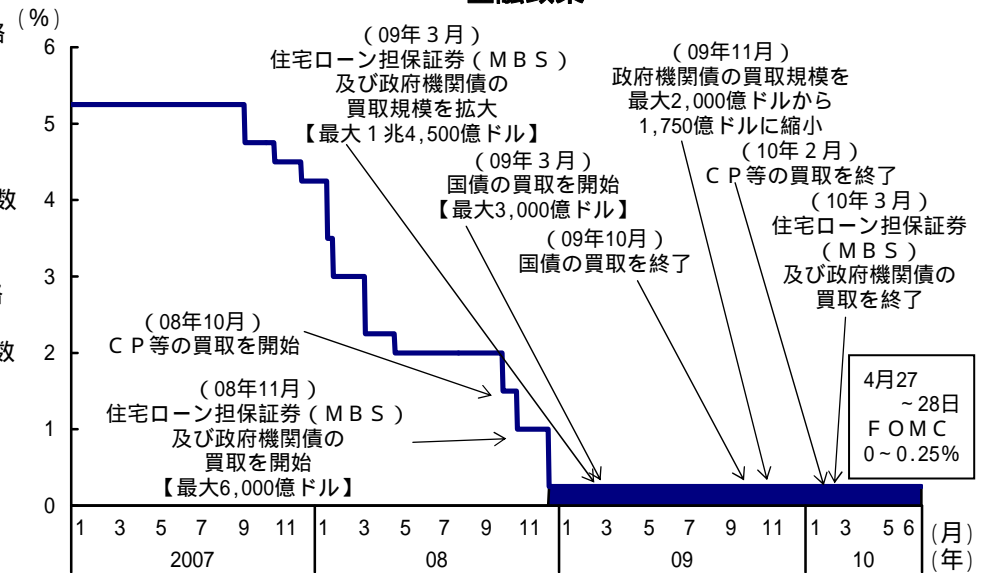 (%)
6
5
4
3
2
1
0
(09年3月)
住宅ローン担保証券(MBS)
及び政府機関債の
買取規模を拡大
【最大1兆4,500億ドル】
(09年3月)
国債の買取を開始
【最大3,000億ドル】
(09年10月)
国債の買取を終了
(09年11月)
政府機関債の買取規模を
最大2,000億ドルから
1,750億ドルに縮小
(10年2月)
CP等の買取を終了
(10年3月)
住宅ローン担保証券
(MBS)
及び政府機関債の
買取を終了
(08年10月)
CP等の買取を開始
(08年11月)
住宅ローン担保証券(MBS)
及び政府機関債の
買取を開始
【最大6,000億ドル】
4月27
~28日
FOMC
0~0.25%
1 3 5 7 9 11 1 3 5 7 9 11 1 3 5 7 9 11 1 3 5 6 (月)
2007 08 09 10 (年)
数
数